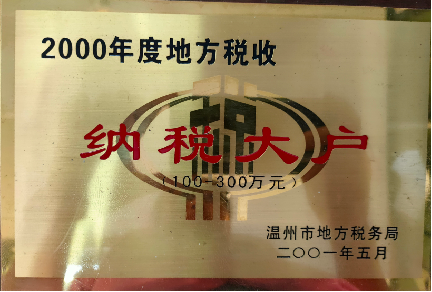 2000年度地方税收
纳税大户
（100-300万元）
温州市地方税务局
二〇〇一年五月